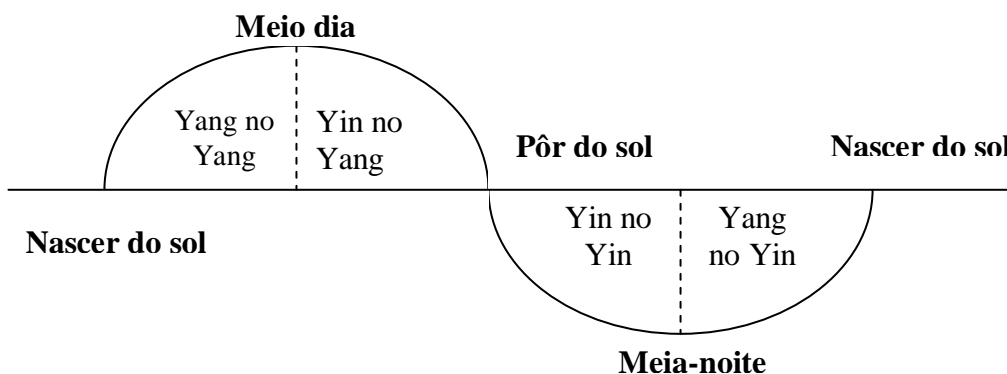 Meio dia
Yang no
Yang
Yin no
Yang
Pôr do sol
Nascer do sol
Nascer do sol
Yin no
Yin
Yang
no Yin
Meia-noite